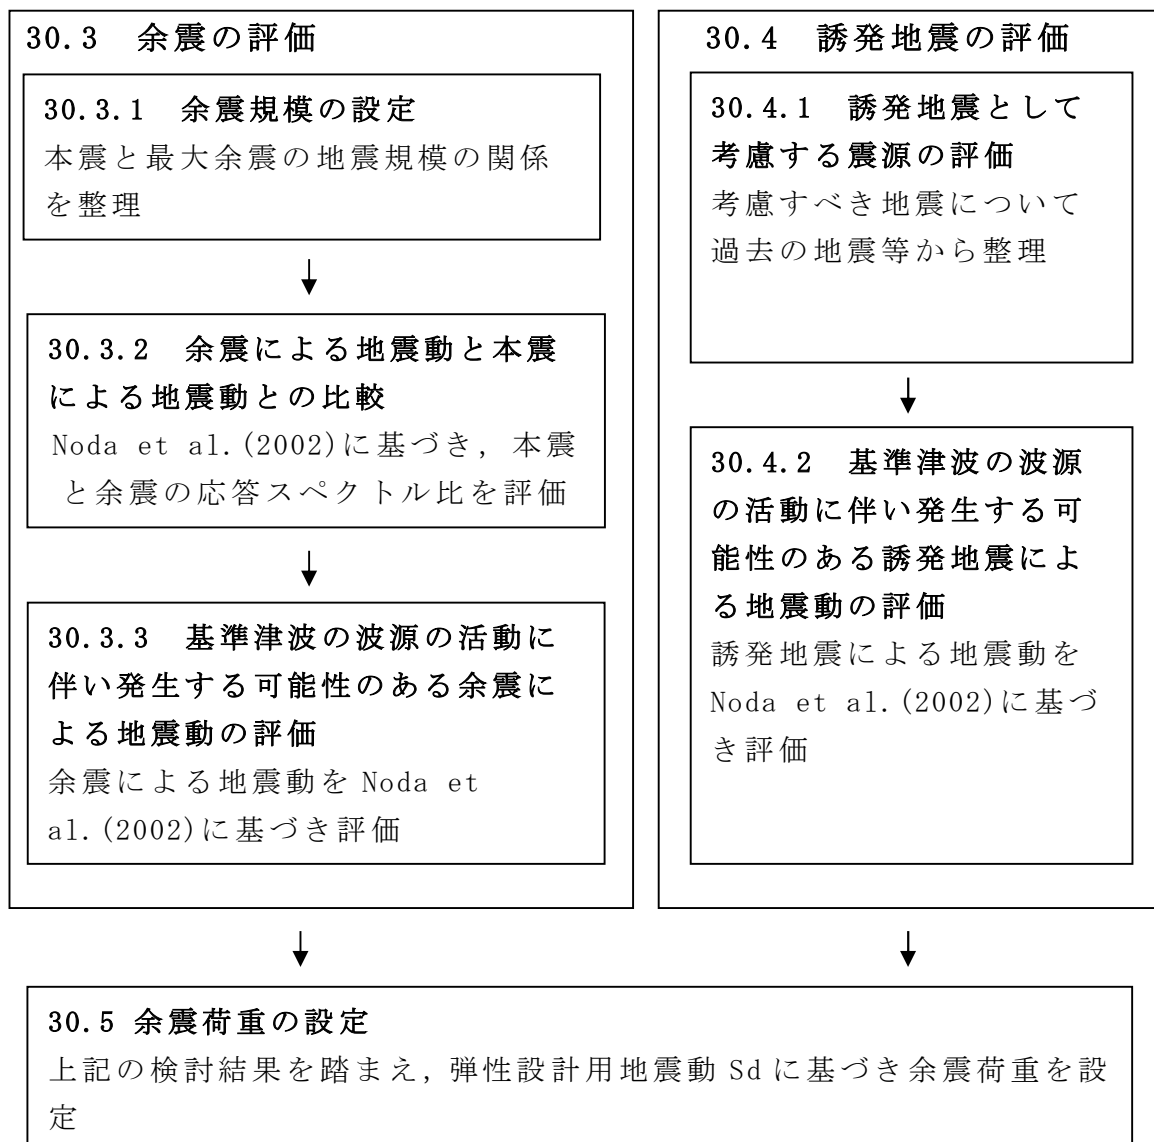 30.3　余震の評価
30.3.1　余震規模の設定
本震と最大余震の地震規模の関係
を整理
30.3.2　余震による地震動と本震
による地震動との比較
Noda et al.(2002)に基づき，本震
と余震の応答スペクトル比を評価
30.3.3　基準津波の波源の活動に
伴い発生する可能性のある余震に
よる地震動の評価
余震による地震動を Noda et
al.(2002)に基づき評価
30.4　誘発地震の評価
30.4.1　誘発地震として
考慮する震源の評価
考慮すべき地震について
過去の地震等から整理
30.4.2　基準津波の波源
の活動に伴い発生する可
能性のある誘発地震によ
る地震動の評価
誘発地震による地震動を
Noda et al.(2002)に基づ
き評価
30.5 余震荷重の設定
上記の検討結果を踏まえ，弾性設計用地震動 Sd に基づき余震荷重を設
定